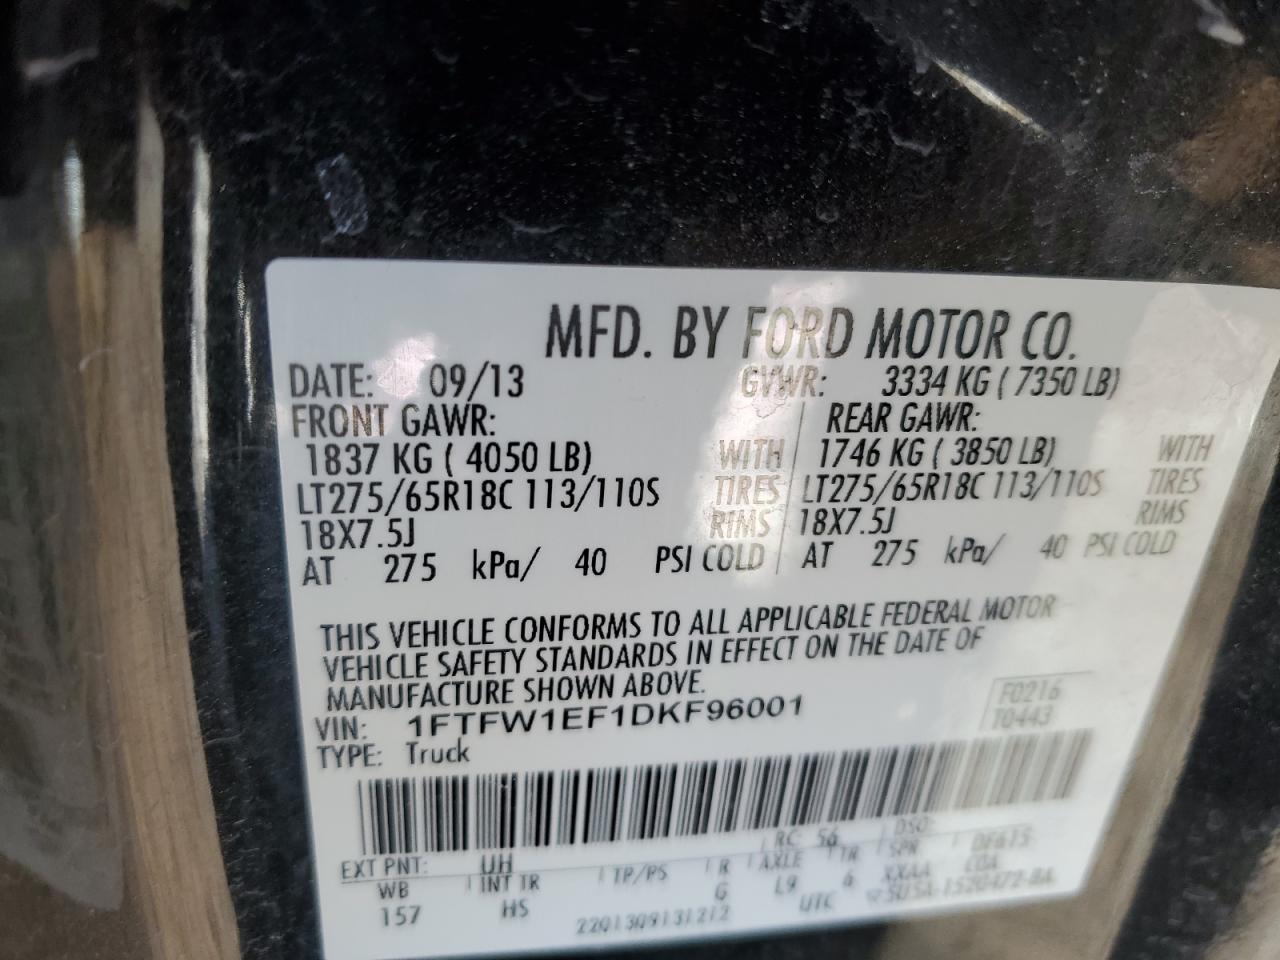 MFD. BY FORD MOTOR CO.
DATE: 09/13 GVWR: 3334 KG ( 7350 LB)
FRONT GAWR: REAR GAWR:
1837 KG ( 4050 LB) WITH 1746 KG ( 3850 LB) WITH
LT275/65R18C 113/110S TIRES LT275/65R18C 113/110S TIRES
18X7.5J RIMS 18X7.5J RIMS
AT 275 kPa/ 40 PSI COLD AT 275 kPa/ 40 PSI COLD
THIS VEHICLE CONFORMS TO ALL APPLICABLE FEDERAL MOTOR
VEHICLE SAFETY STANDARDS IN EFFECT ON THE DATE OF
MANUFACTURE SHOWN ABOVE.
VIN: 1FTFW1EF1DKF96001
F0216
T0443
TYPE: Truck
EXT PNT: UH RC: 56 DSO:
WB INT TR TP/PS R AXLE TR SPR
157 HS G L9 6 XXAA
22013Q9131212 UTC